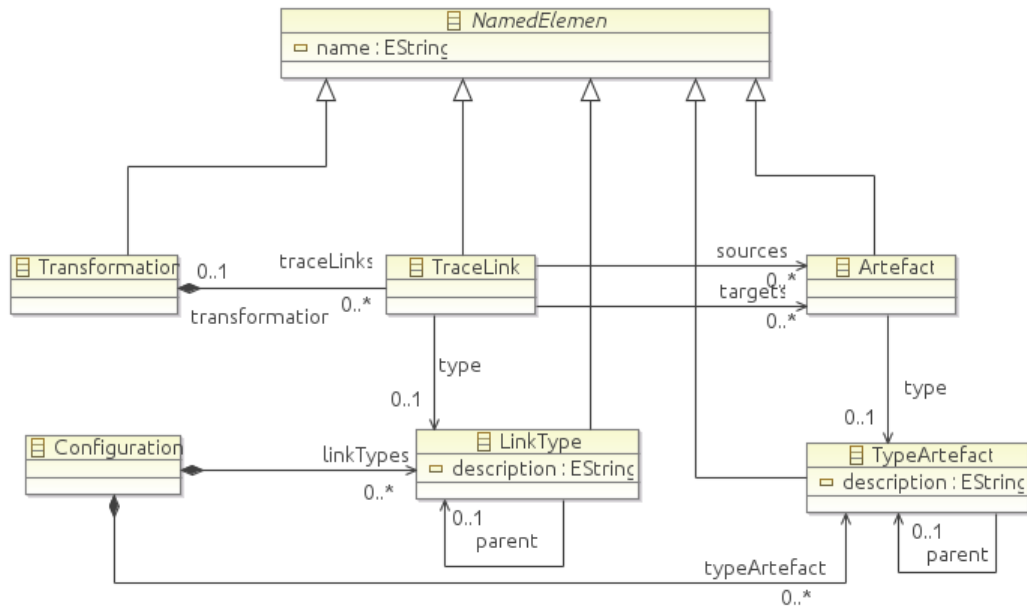 NamedElemen
name : EString
Transformation
0..1
traceLinks
0..*
transformation
TraceLink
sources
0..*
targets
0..*
Artefact
type
0..1
type
0..1
Configuration
linkTypes
0..*
LinkType
description : EString
0..1
parent
TypeArtefact
description : EString
0..1
parent
typeArtefact
0..*